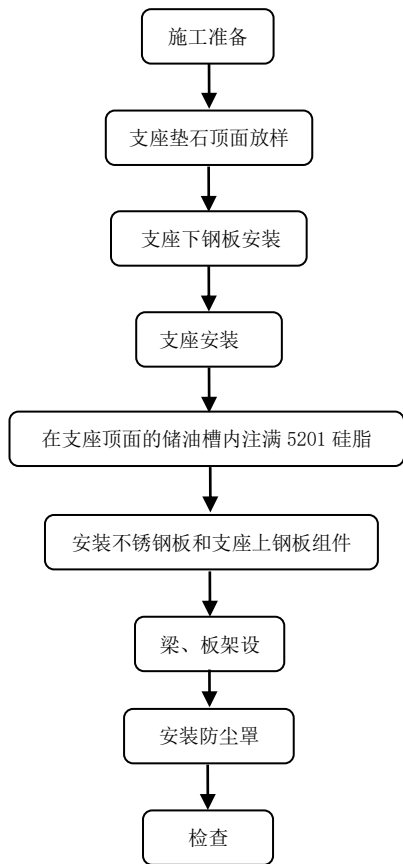 施工准备
支座垫石顶面放样
支座下钢板安装
支座安装
在支座顶面的储油槽内注满 5201 硅脂
安装不锈钢板和支座上钢板组件
梁、板架设
安装防尘罩
检查